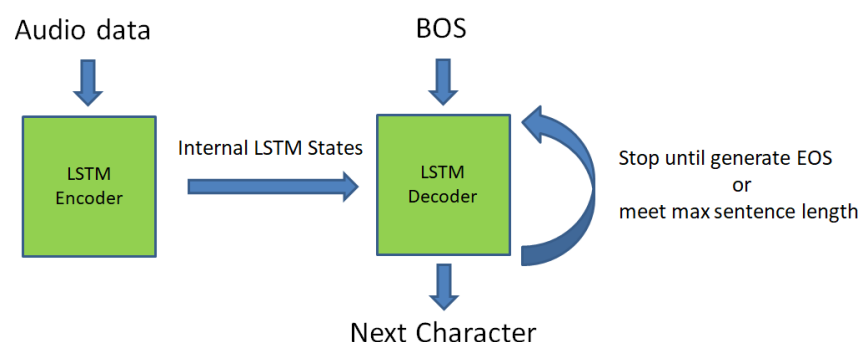 Audio data
BOS
LSTM
Encoder
Internal LSTM States
LSTM
Decoder
Stop until generate EOS
or
meet max sentence length
Next Character